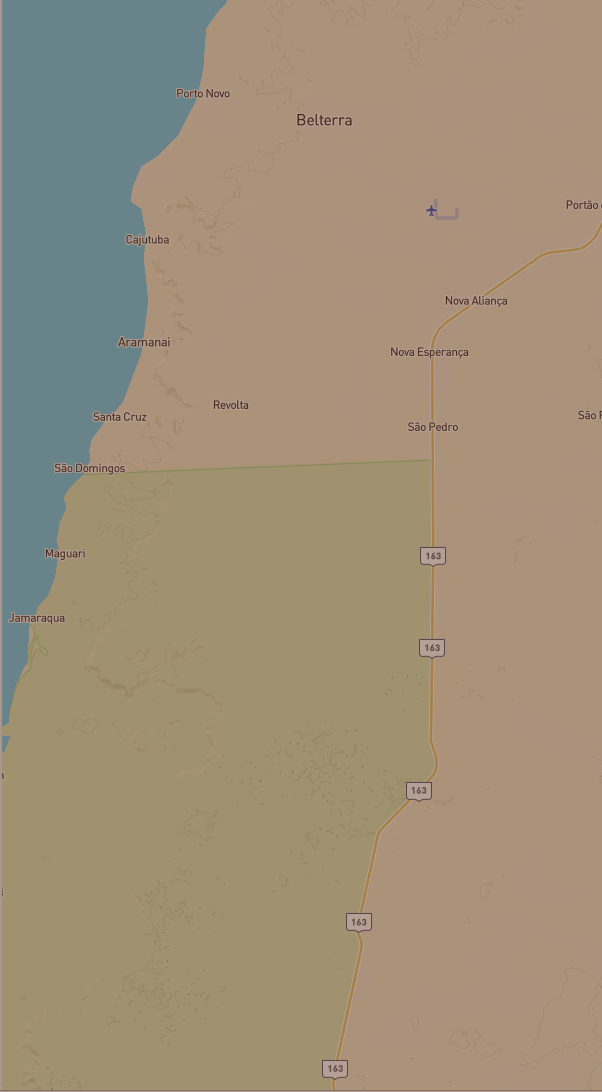 Porto Novo
Belterra
Portão
Cajutuba
Nova Aliança
Aramanai
Nova Esperança
Revolta
Santa Cruz
São
São Pedro
São Domingos
Maguari
163
Jamaraqua
163
163
163
163